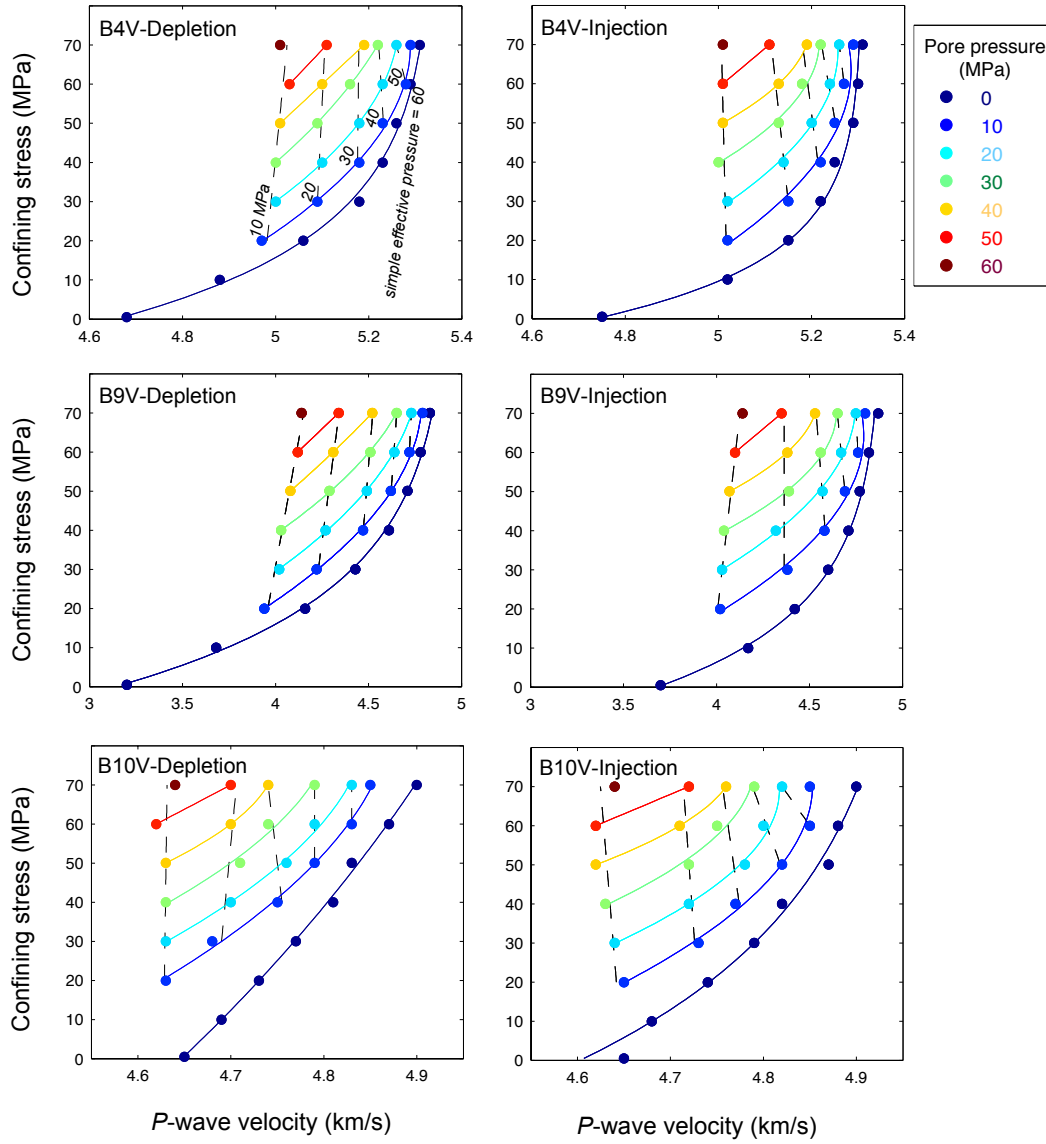 B4V-Depletion
B4V-Injection
Pore pressure
(MPa)
0
10
20
30
40
50
60
Confining stress (MPa)
70
60
50
40
30
20
10
0
10 MPa
20
30
40
50
simple effective pressure = 60
4.6 4.8 5 5.2 5.4
70
60
50
40
30
20
10
0
4.6 4.8 5 5.2 5.4
B9V-Depletion
B9V-Injection
Confining stress (MPa)
70
60
50
40
30
20
10
0
3 3.5 4 4.5 5
70
60
50
40
30
20
10
0
3 3.5 4 4.5 5
B10V-Depletion
B10V-Injection
Confining stress (MPa)
70
60
50
40
30
20
10
0
4.6 4.7 4.8 4.9
70
60
50
40
30
20
10
0
4.6 4.7 4.8 4.9
P-wave velocity (km/s)
P-wave velocity (km/s)